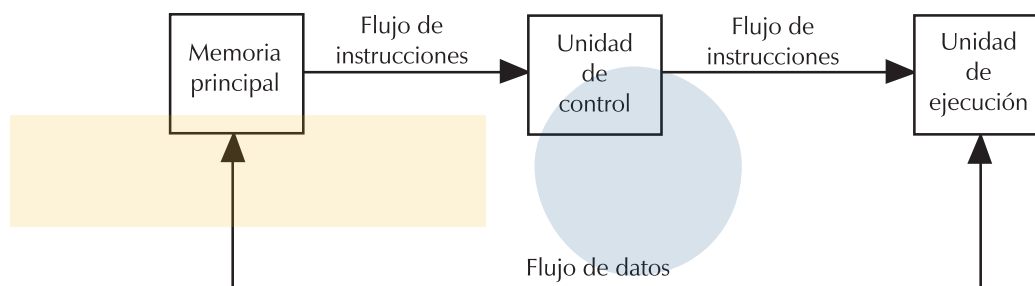 Memoria
principal
Flujo de
instrucciones
Unidad
de
control
Flujo de
instrucciones
Unidad
de
ejecución
Flujo de datos